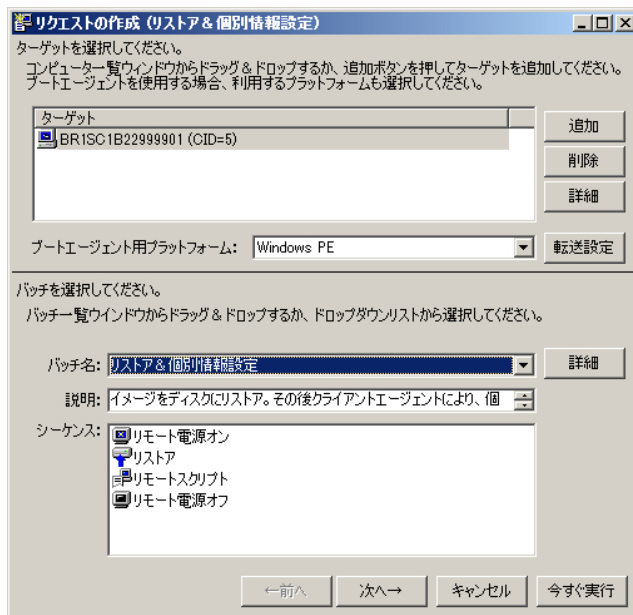 リクエストの作成（リストア＆個別情報設定）
ターゲットを選択してください。
コンピューター覧ウィンドウからドラッグ＆ドロップするか、追加ボタンを押してターゲットを追加してください。
ブートエージェントを使用する場合、利用するプラットフォームも選択してください。
ターゲット
BR1SC1B22999901 (CID=5)
追加
削除
詳細
ブートエージェント用プラットフォーム：
Windows PE
転送設定
バッチを選択してください。
バッチ一覧ウインドウからドラッグ＆ドロップするか、ドロップダウンリストから選択してください。
バッチ名：
リストア＆個別情報設定
詳細
説明：
イメージをディスクにリストア。その後クライアントエージェントにより、個
シーケンス：
リモート電源オン
リストア
リモートスクリプト
リモート電源オフ
←前へ
次へ→
キャンセル
今すぐ実行